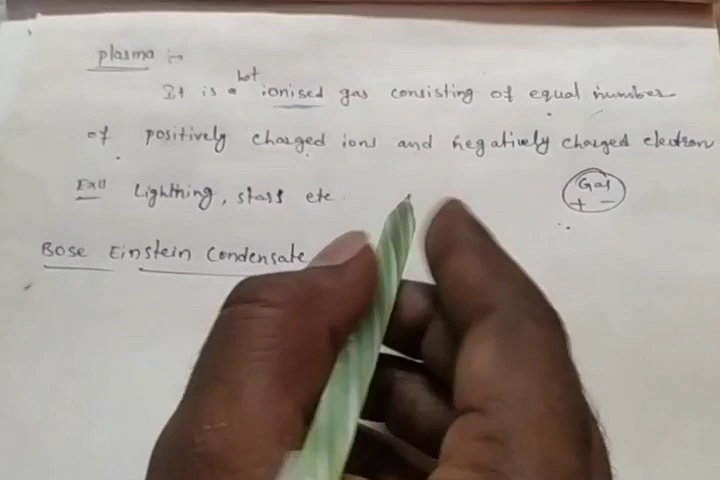 plasma :-
It is a hot ionised gas consisting of equal number
of positively charged ions and negatively charged electron
Ex:- Lightning, stars etc.
Gas
+ -
Bose Einstein Condensate